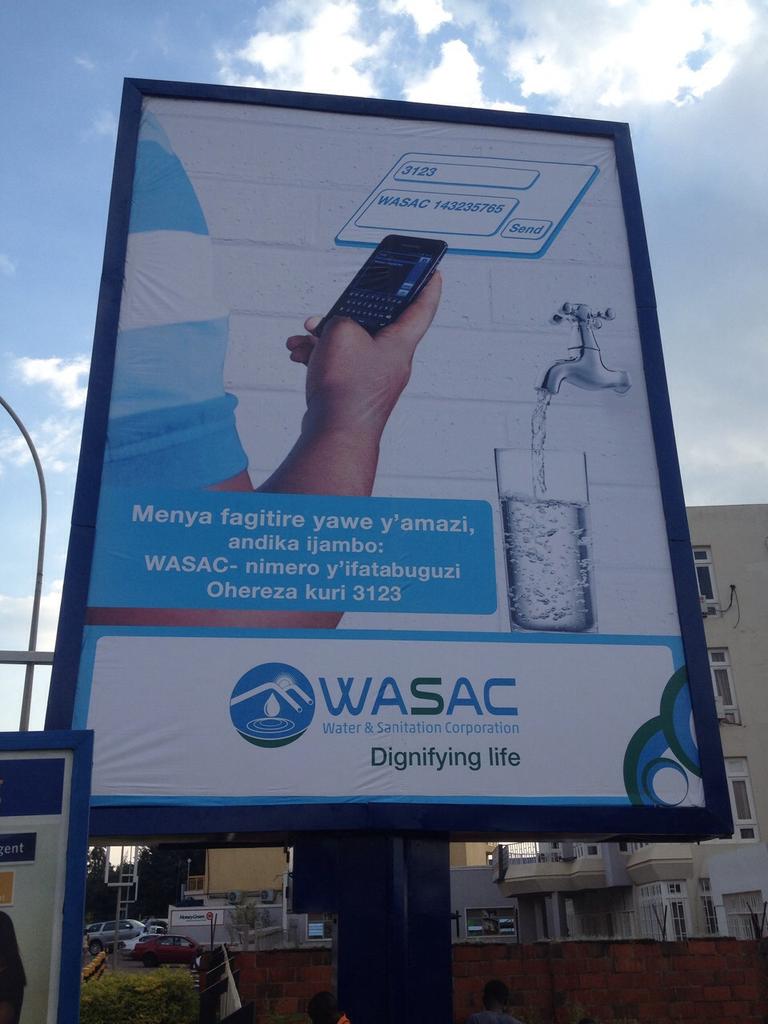 3123
WASAC 143235765
Send
Menya fagitire yawe y'amazi,
andika ijambo:
WASAC- nimero y'ifatabuguzi
Ohereza kuri 3123
WASAC
Water & Sanitation Corporation
Dignifying life
gent
MoneyGram